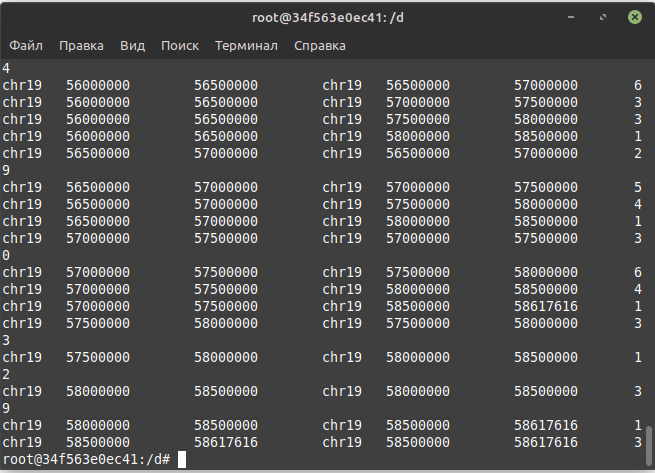 root@34f563e0ec41: /d
Файл Правка Вид Поиск Терминал Справка
4
chr19 56000000 56500000 chr19 56500000 57000000 6
chr19 56000000 56500000 chr19 57000000 57500000 3
chr19 56000000 56500000 chr19 57500000 58000000 3
chr19 56000000 56500000 chr19 58000000 58500000 1
chr19 56500000 57000000 chr19 56500000 57000000 2
9
chr19 56500000 57000000 chr19 57000000 57500000 5
chr19 56500000 57000000 chr19 57500000 58000000 4
chr19 56500000 57000000 chr19 58000000 58500000 1
chr19 57000000 57500000 chr19 57000000 57500000 3
0
chr19 57000000 57500000 chr19 57500000 58000000 6
chr19 57000000 57500000 chr19 58000000 58500000 4
chr19 57000000 57500000 chr19 58500000 58617616 1
chr19 57500000 58000000 chr19 57500000 58000000 3
3
chr19 57500000 58000000 chr19 58000000 58500000 1
2
chr19 58000000 58500000 chr19 58000000 58500000 3
9
chr19 58000000 58500000 chr19 58500000 58617616 1
chr19 58500000 58617616 chr19 58500000 58617616 3
root@34f563e0ec41:/d#